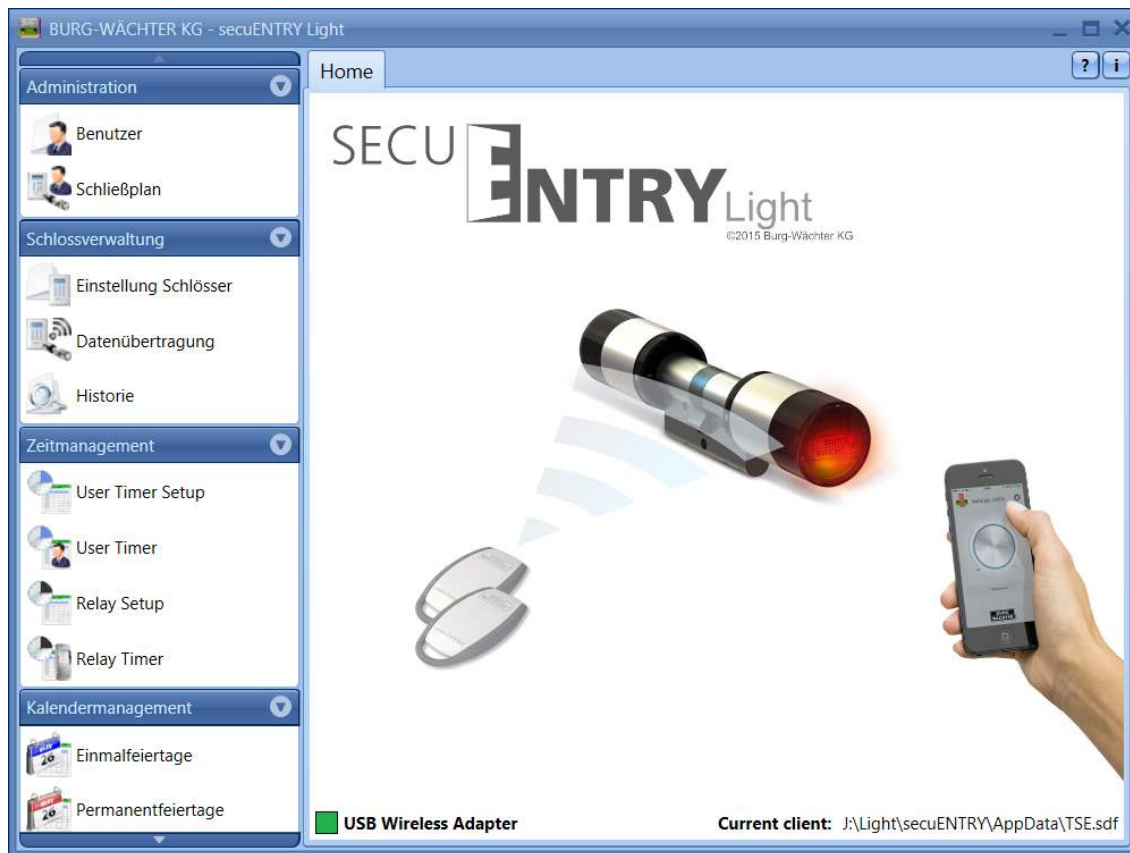 BURG-WÄCHTER KG - secuENTRY Light
Administration
Benutzer
Schließplan
Schlossverwaltung
Einstellung Schlösser
Datenübertragung
Historie
Zeitmanagement
User Timer Setup
User Timer
Relay Setup
Relay Timer
Kalendermanagement
Einmalfeiertage
Permanentfeiertage
Home
? i
SECU
ENTRY Light
©2015 Burg-Wächter KG
USB Wireless Adapter
Current client: J:\Light\secuENTRY\AppData\TSE.sdf